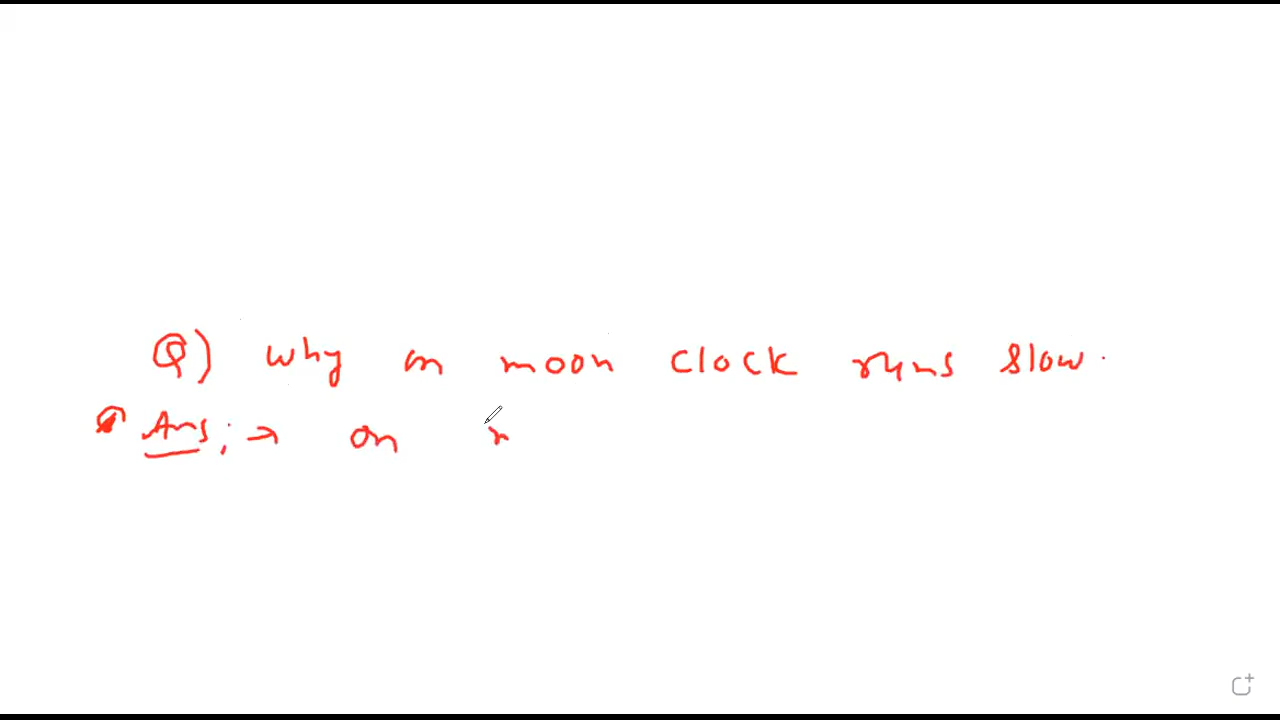 Q) why on moon clock runs slow.
Ans; → on